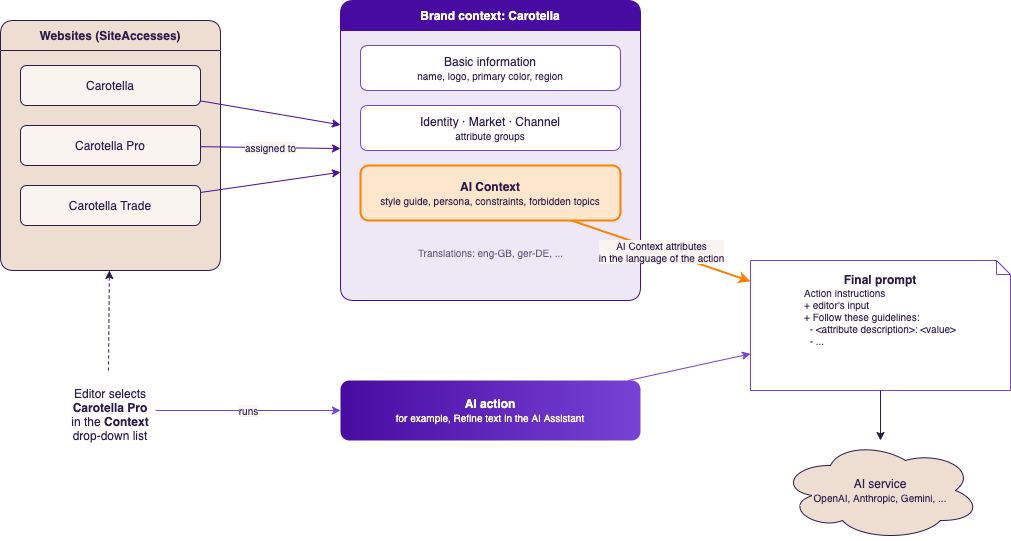 Websites (SiteAccesses)
Carotella
Carotella Pro
Carotella Trade
assigned to
Brand context: Carotella
Basic information
name, logo, primary color, region
Identity · Market · Channel
attribute groups
AI Context
style guide, persona, constraints, forbidden topics
Translations: eng-GB, ger-DE, ...
AI Context attributes
in the language of the action
Final prompt
Action instructions
+ editor's input
+ Follow these guidelines:
- <attribute description>: <value>
- ...
Editor selects
Carotella Pro
in the Context
drop-down list
runs
AI action
for example, Refine text in the AI Assistant
AI service
OpenAI, Anthropic, Gemini, ...